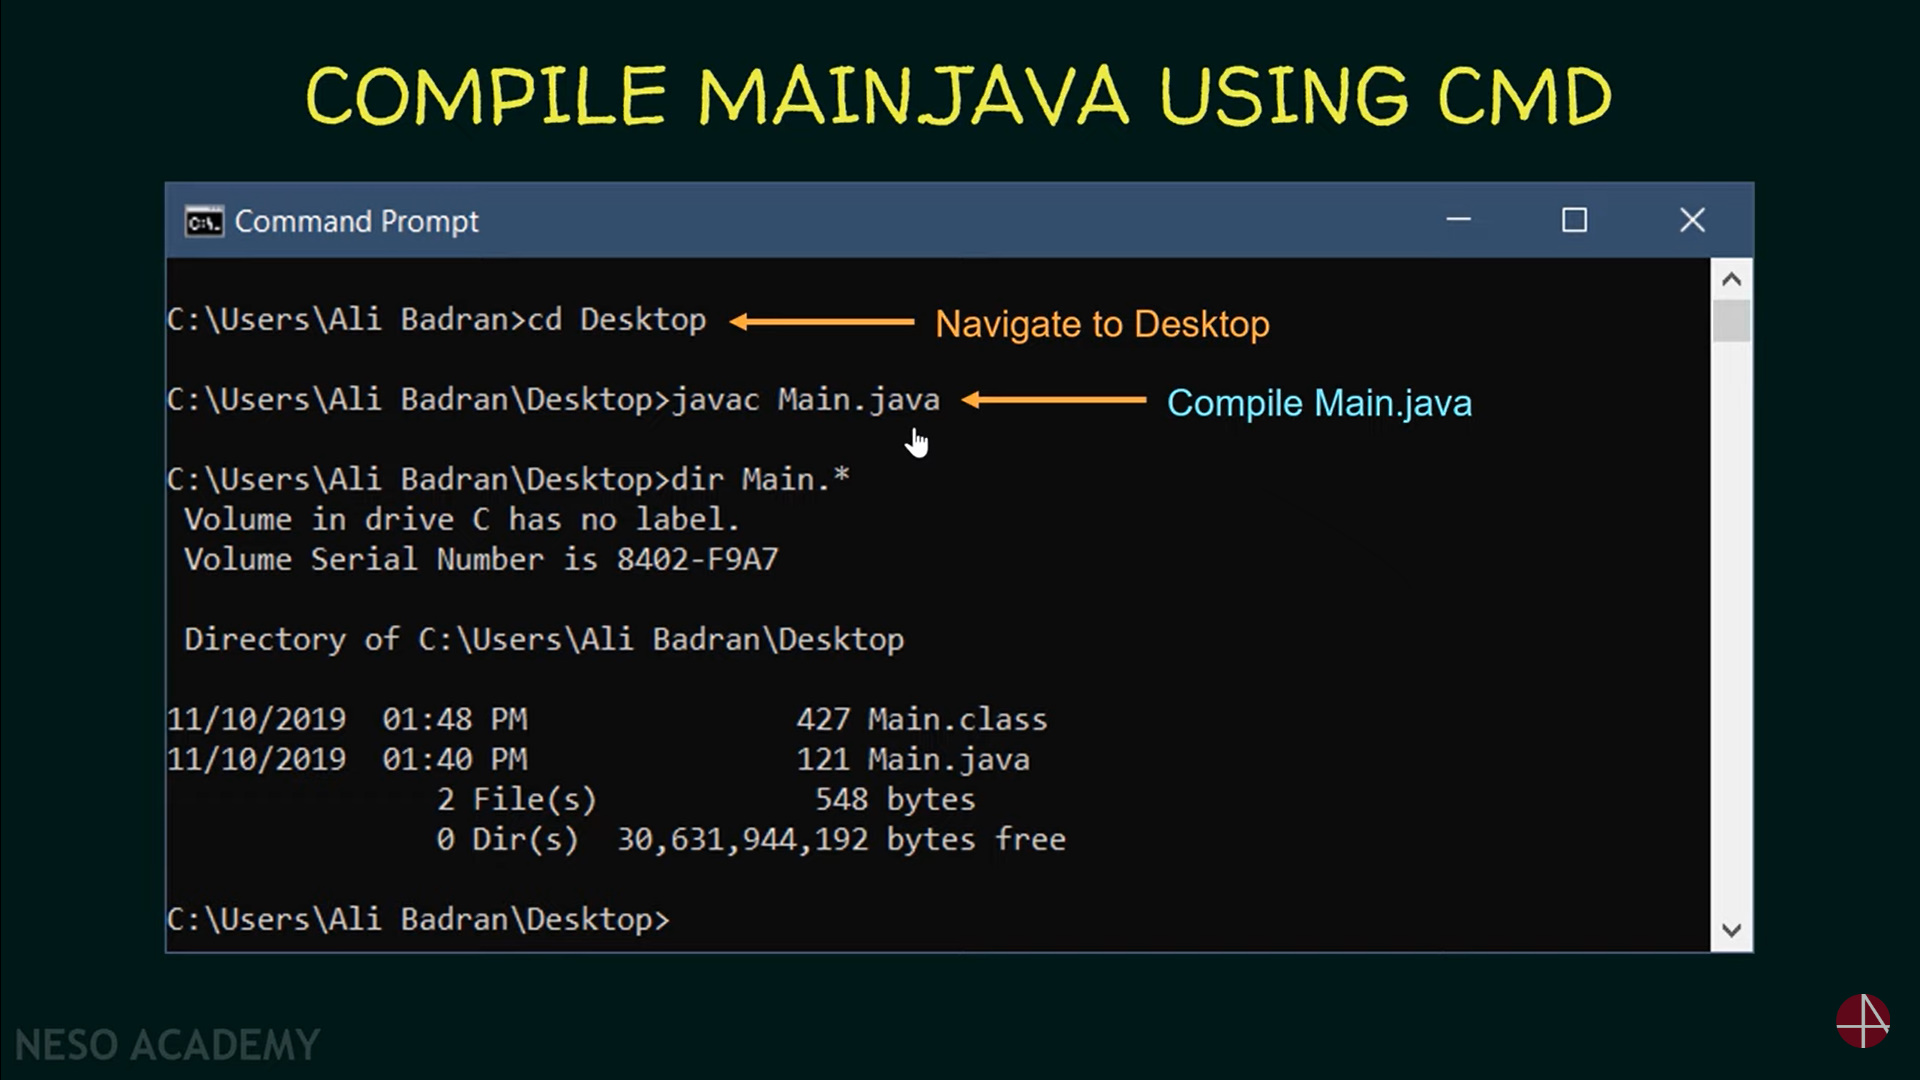 COMPILE MAIN.JAVA USING CMD
Command Prompt
C:\Users\Ali Badran>cd Desktop
Navigate to Desktop
C:\Users\Ali Badran\Desktop>javac Main.java
Compile Main.java
C:\Users\Ali Badran\Desktop>dir Main.*
Volume in drive C has no label.
Volume Serial Number is 8402-F9A7
Directory of C:\Users\Ali Badran\Desktop
11/10/2019  01:48 PM               427 Main.class
11/10/2019  01:40 PM               121 Main.java
2 File(s)            548 bytes
0 Dir(s)  30,631,944,192 bytes free
C:\Users\Ali Badran\Desktop>
NESO ACADEMY